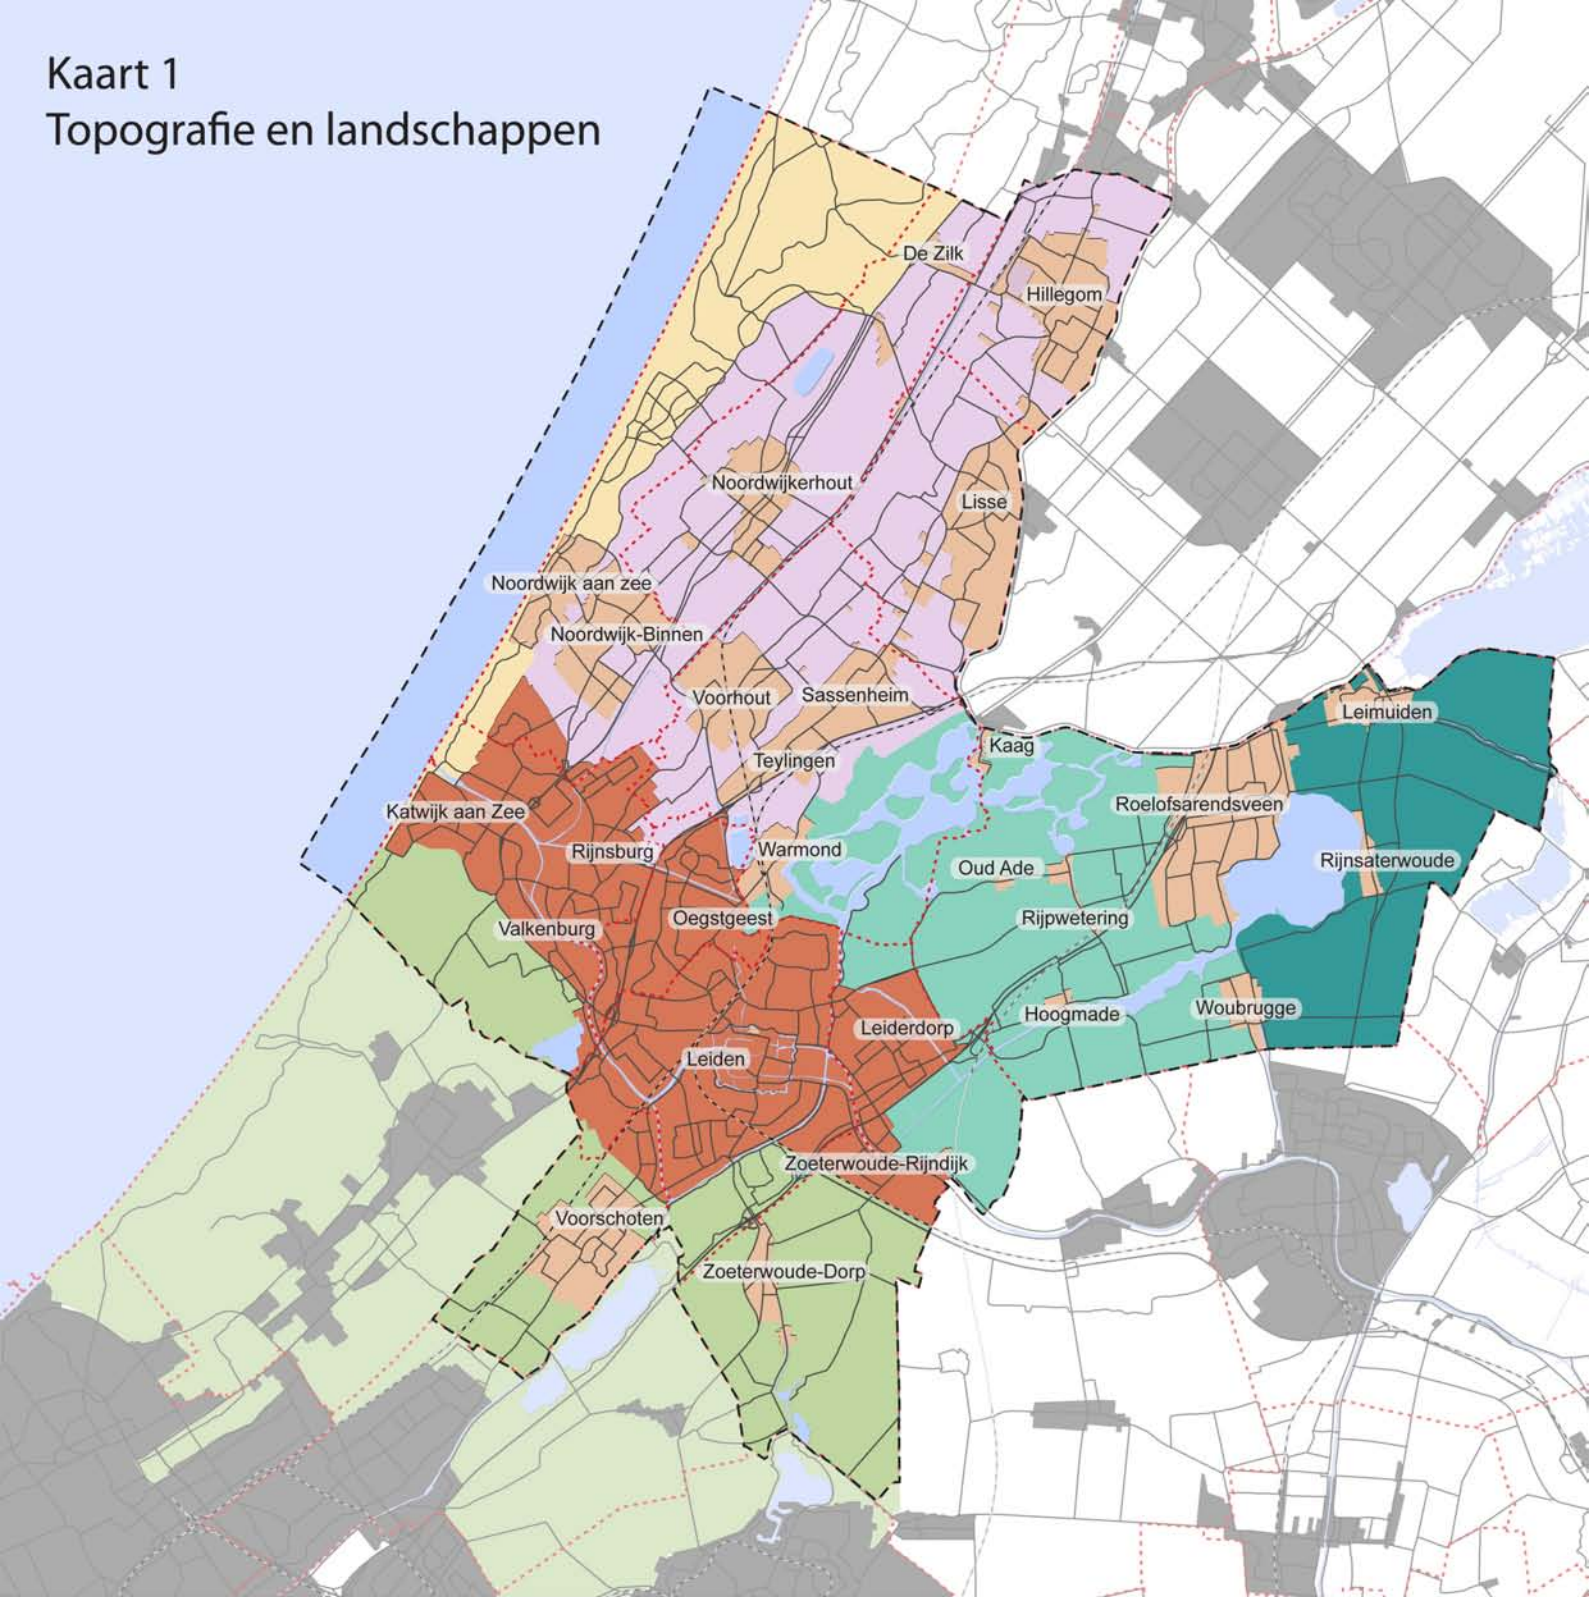 Kaart 1
Topografie en landschappen
De Zilk
Hillegom
Noordwijkerhout
Lisse
Noordwijk aan zee
Noordwijk-Binnen
Voorhout
Sassenheim
Leimuiden
Kaag
Teylingen
Roelofsarendsveen
Katwijk aan Zee
Rijnsburg
Warmond
Oud Ade
Rijnsaterwoude
Valkenburg
Oegstgeest
Rijpwetering
Hoogmade
Woubrugge
Leiderdorp
Leiden
Zoeterwoude-Rijndijk
Voorschoten
Zoeterwoude-Dorp